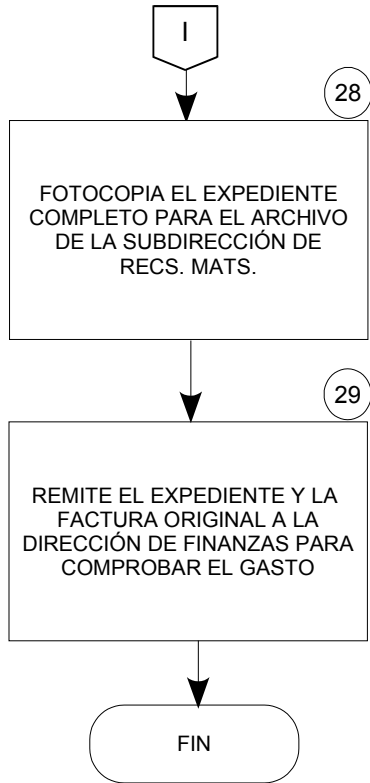 I
28
FOTOCOPIA EL EXPEDIENTE
COMPLETO PARA EL ARCHIVO
DE LA SUBDIRECCIÓN DE
RECS. MATS.
29
REMITE EL EXPEDIENTE Y LA
FACTURA ORIGINAL A LA
DIRECCIÓN DE FINANZAS PARA
COMPROBAR EL GASTO
FIN